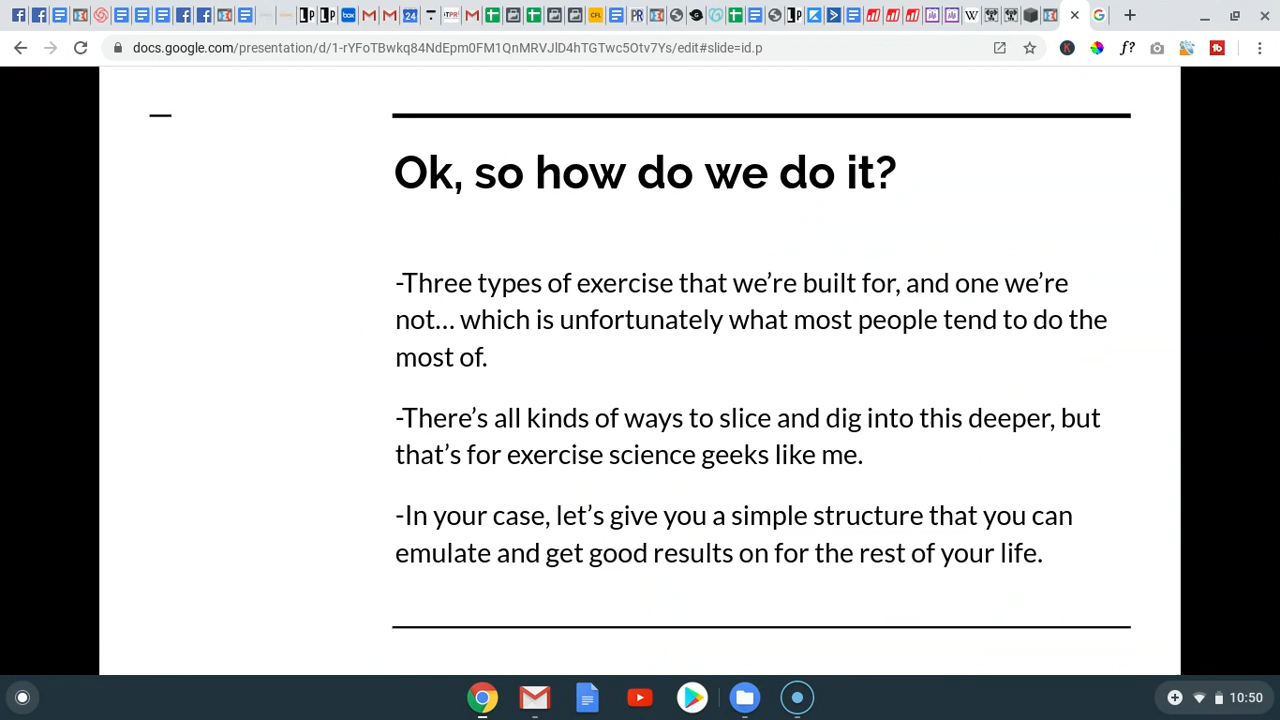 docs.google.com/presentation/d/1-rYFoTBwkq84NdEpm0FM1QnMRVJlD4hTGTwc5Otv7Ys/edit#slide=id.p
Ok, so how do we do it?
-Three types of exercise that we’re built for, and one we’re
not… which is unfortunately what most people tend to do the
most of.
-There’s all kinds of ways to slice and dig into this deeper, but
that’s for exercise science geeks like me.
-In your case, let’s give you a simple structure that you can
emulate and get good results on for the rest of your life.
10:50